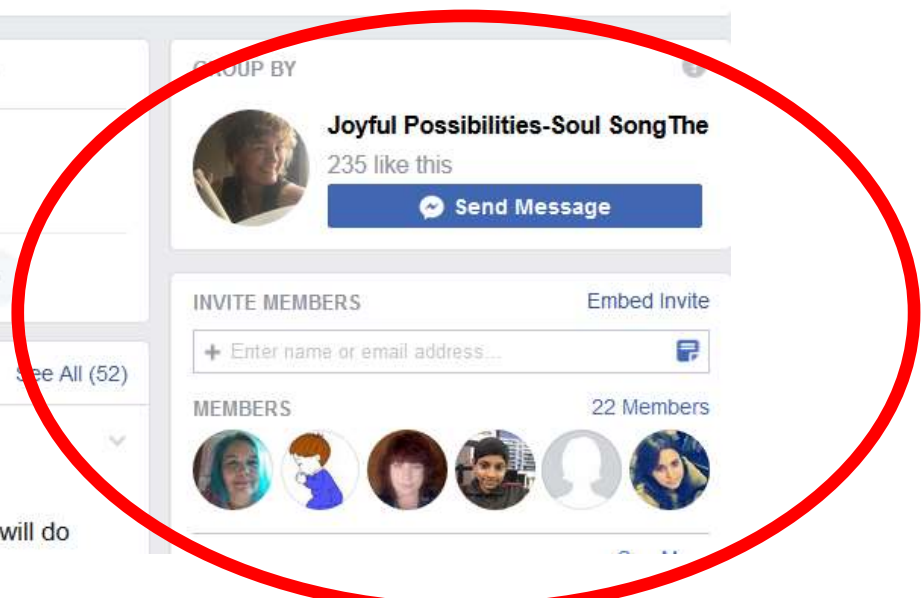 GROUP BY
Joyful Possibilities-Soul SongThe
235 like this
Send Message
INVITE MEMBERS Embed Invite
+ Enter name or email address...
See All (52)
MEMBERS 22 Members
will do